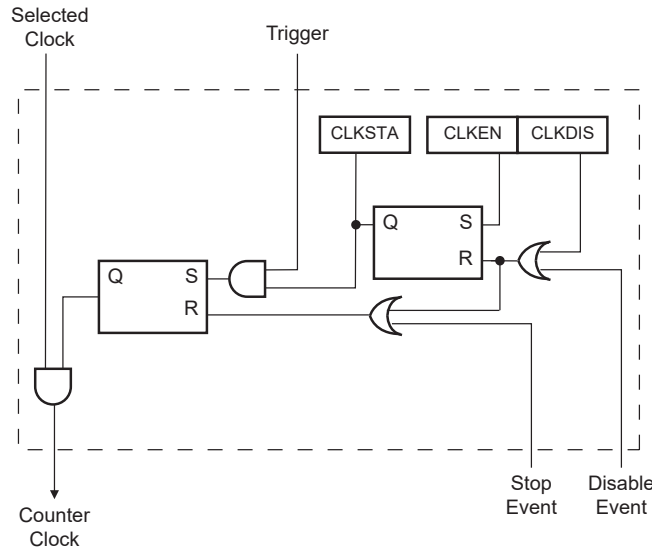 Selected
Clock
Trigger
CLKSTA
CLKEN
CLKDIS
Q
S
R
Q
S
R
Stop
Event
Disable
Event
Counter
Clock